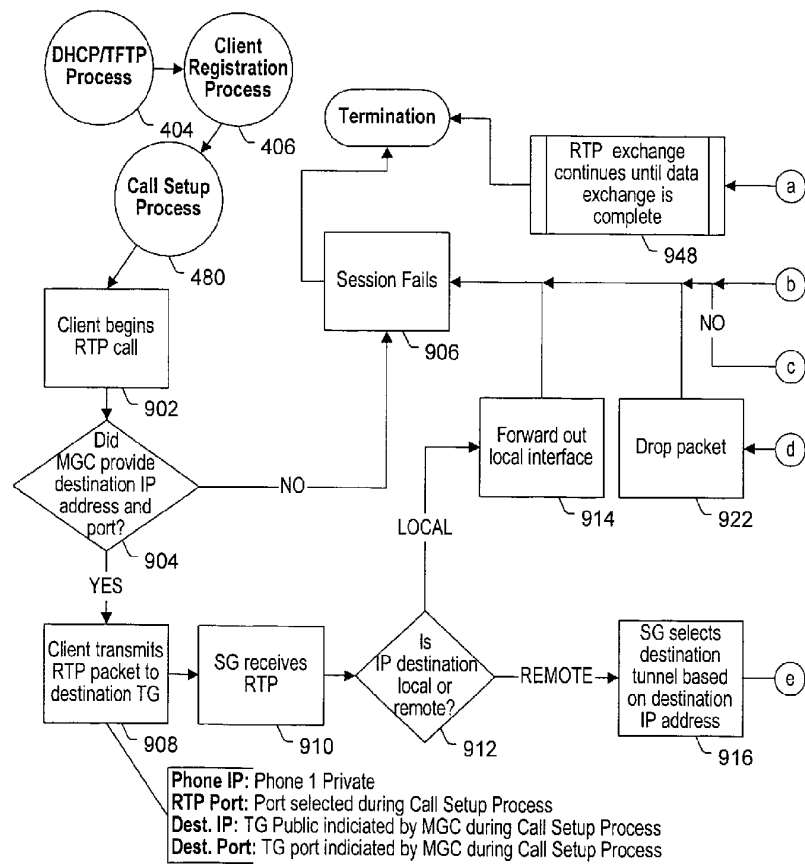 DHCP/TFTP
Process
404
Client
Registration
Process
406
Call Setup
Process
480
Termination
RTP exchange
continues until data
exchange is
complete
948
a
Session Fails
906
b
NO
c
Client begins
RTP call
902
Did
MGC provide
destination IP
address and
port?
904
NO
YES
Forward out
local interface
914
Drop packet
922
d
LOCAL
Client transmits
RTP packet to
destination TG
908
SG receives
RTP
910
Is
IP destination
local or
remote?
912
REMOTE
SG selects
destination
tunnel based
on destination
IP address
916
e
Phone IP: Phone 1 Private
RTP Port: Port selected during Call Setup Process
Dest. IP: TG Public indiciated by MGC during Call Setup Process
Dest. Port: TG port indiciated by MGC during Call Setup Process